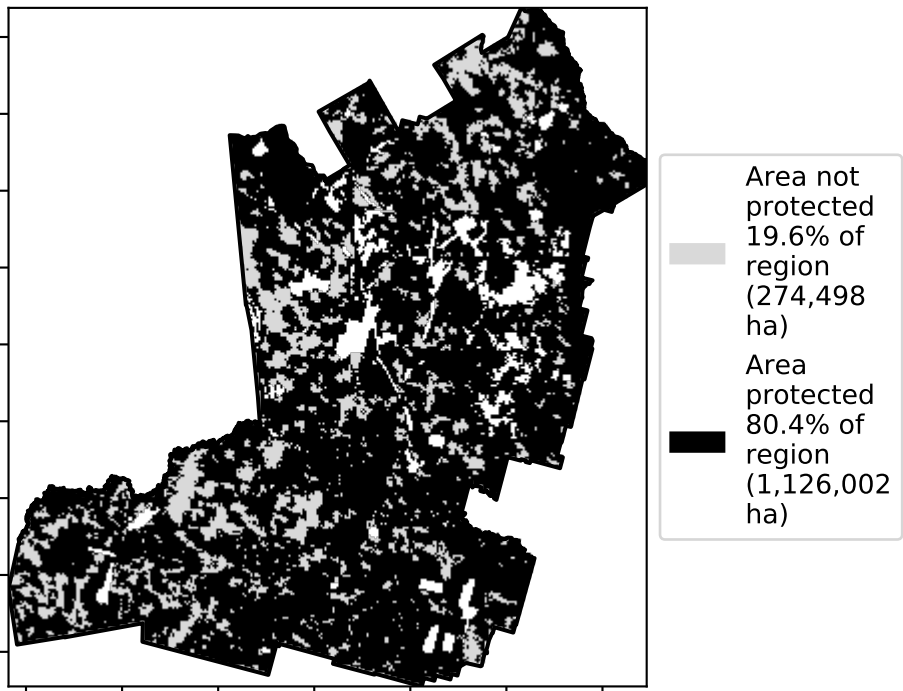 Area not
protected
19.6% of
region
(274,498
ha)
Area
protected
80.4% of
region
(1,126,002
ha)